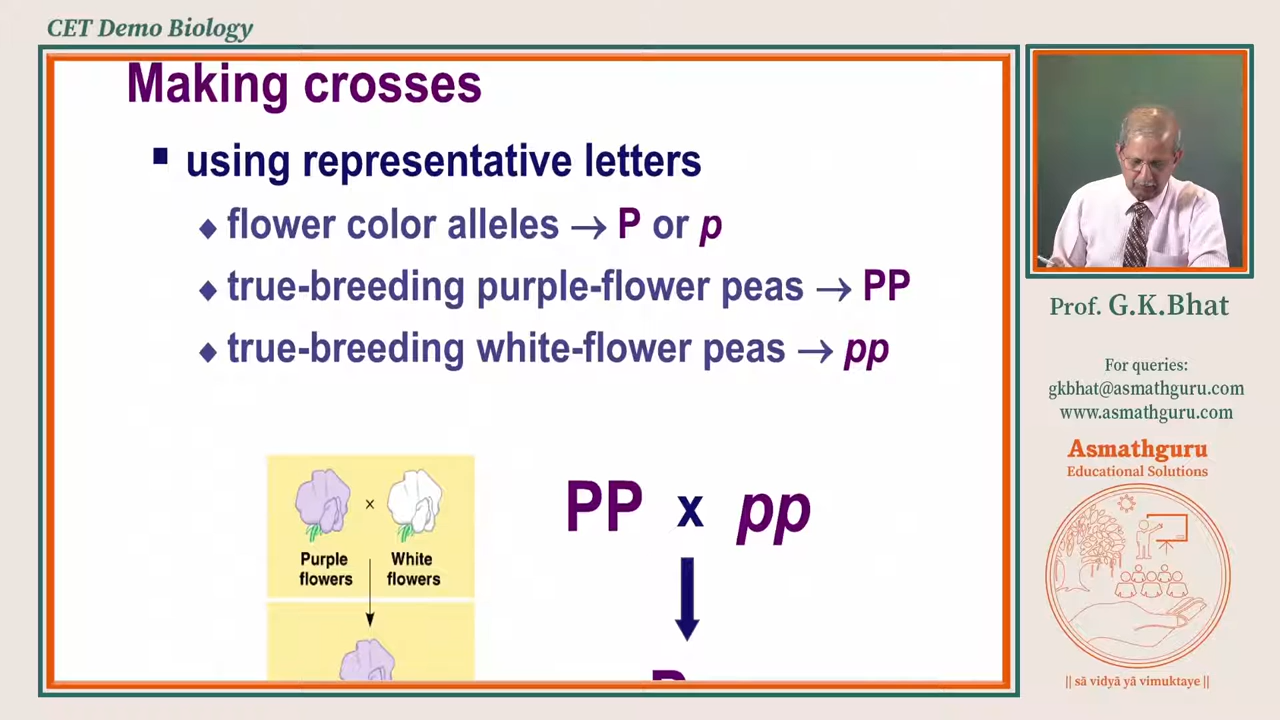 CET Demo Biology
Making crosses
▪ using representative letters
◆ flower color alleles → P or p
◆ true-breeding purple-flower peas → PP
◆ true-breeding white-flower peas → pp
×
Purple flowers
White flowers
PP x pp
Prof. G.K.Bhat
For queries:
gkbhat@asmathguru.com
www.asmathguru.com
Asmathguru
Educational Solutions
|| sā vidyā yā vimuktaye ||